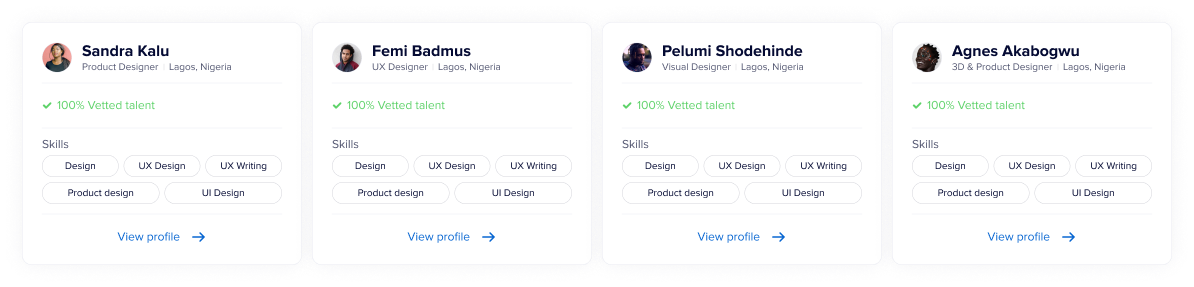 Sandra Kalu
Product Designer | Lagos, Nigeria
100% Vetted talent
Skills
Design UX Design UX Writing
Product design UI Design
View profile
Femi Badmus
UX Designer | Lagos, Nigeria
100% Vetted talent
Skills
Design UX Design UX Writing
Product design UI Design
View profile
Pelumi Shodehinde
Visual Designer | Lagos, Nigeria
100% Vetted talent
Skills
Design UX Design UX Writing
Product design UI Design
View profile
Agnes Akabogwu
3D & Product Designer | Lagos, Nigeria
100% Vetted talent
Skills
Design UX Design UX Writing
Product design UI Design
View profile